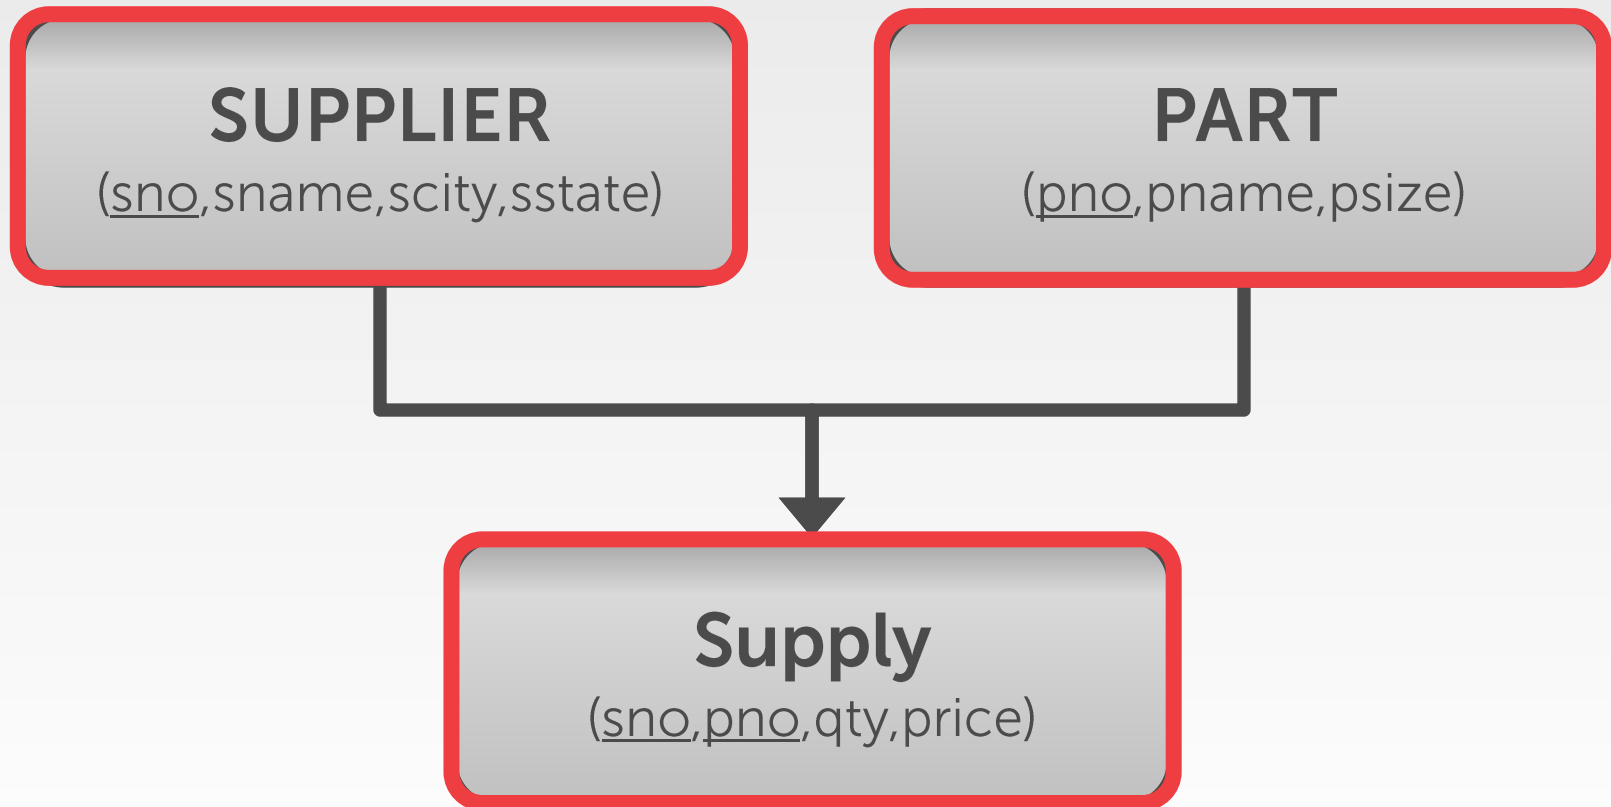 SUPPLIER
(sno,sname,scity,sstate)
PART
(pno,pname,psize)
Supply
(sno,pno,qty,price)